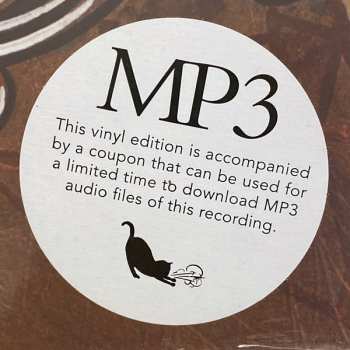 MP3
This vinyl edition is accompanied
by a coupon that can be used for
a limited time to download MP3
audio files of this recording.